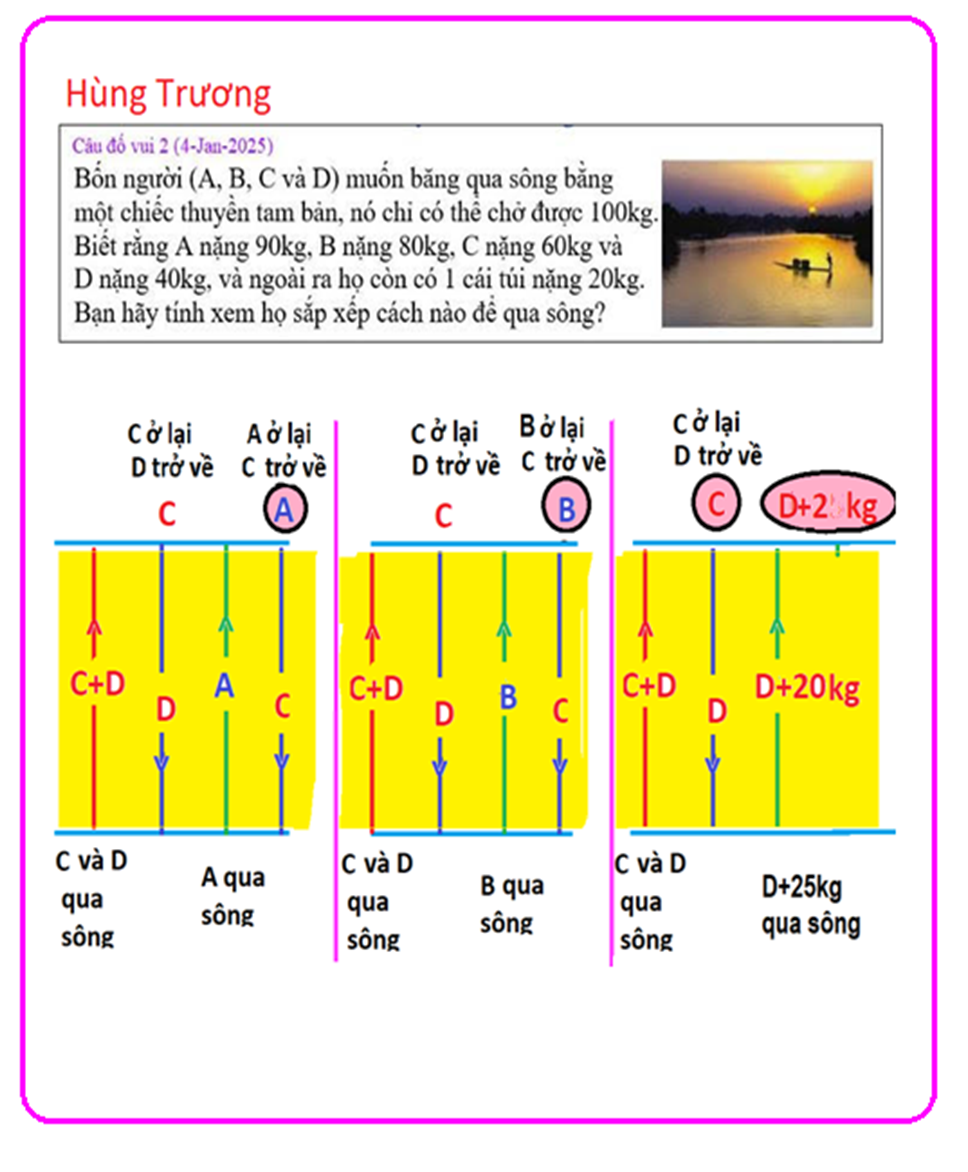 Hùng Trương
Câu đố vui 2 (4-Jan-2025)
Bốn người (A, B, C và D) muốn băng qua sông bằng
một chiếc thuyền tam bản, nó chỉ có thể chở được 100kg.
Biết rằng A nặng 90kg, B nặng 80kg, C nặng 60kg và
D nặng 40kg, và ngoài ra họ còn có 1 cái túi nặng 20kg.
Bạn hãy tính xem họ sắp xếp cách nào để qua sông?
C ở lại
D trở về
A ở lại
C trở về
C
A
C+D
D
A
C
C và D
qua
sông
A qua
sông
C ở lại
D trở về
B ở lại
C trở về
C
B
C+D
D
B
C
C và D
qua
sông
B qua
sông
C ở lại
D trở về
C
D+2 kg
C+D
D
D+20kg
C và D
qua
sông
D+25kg
qua sông